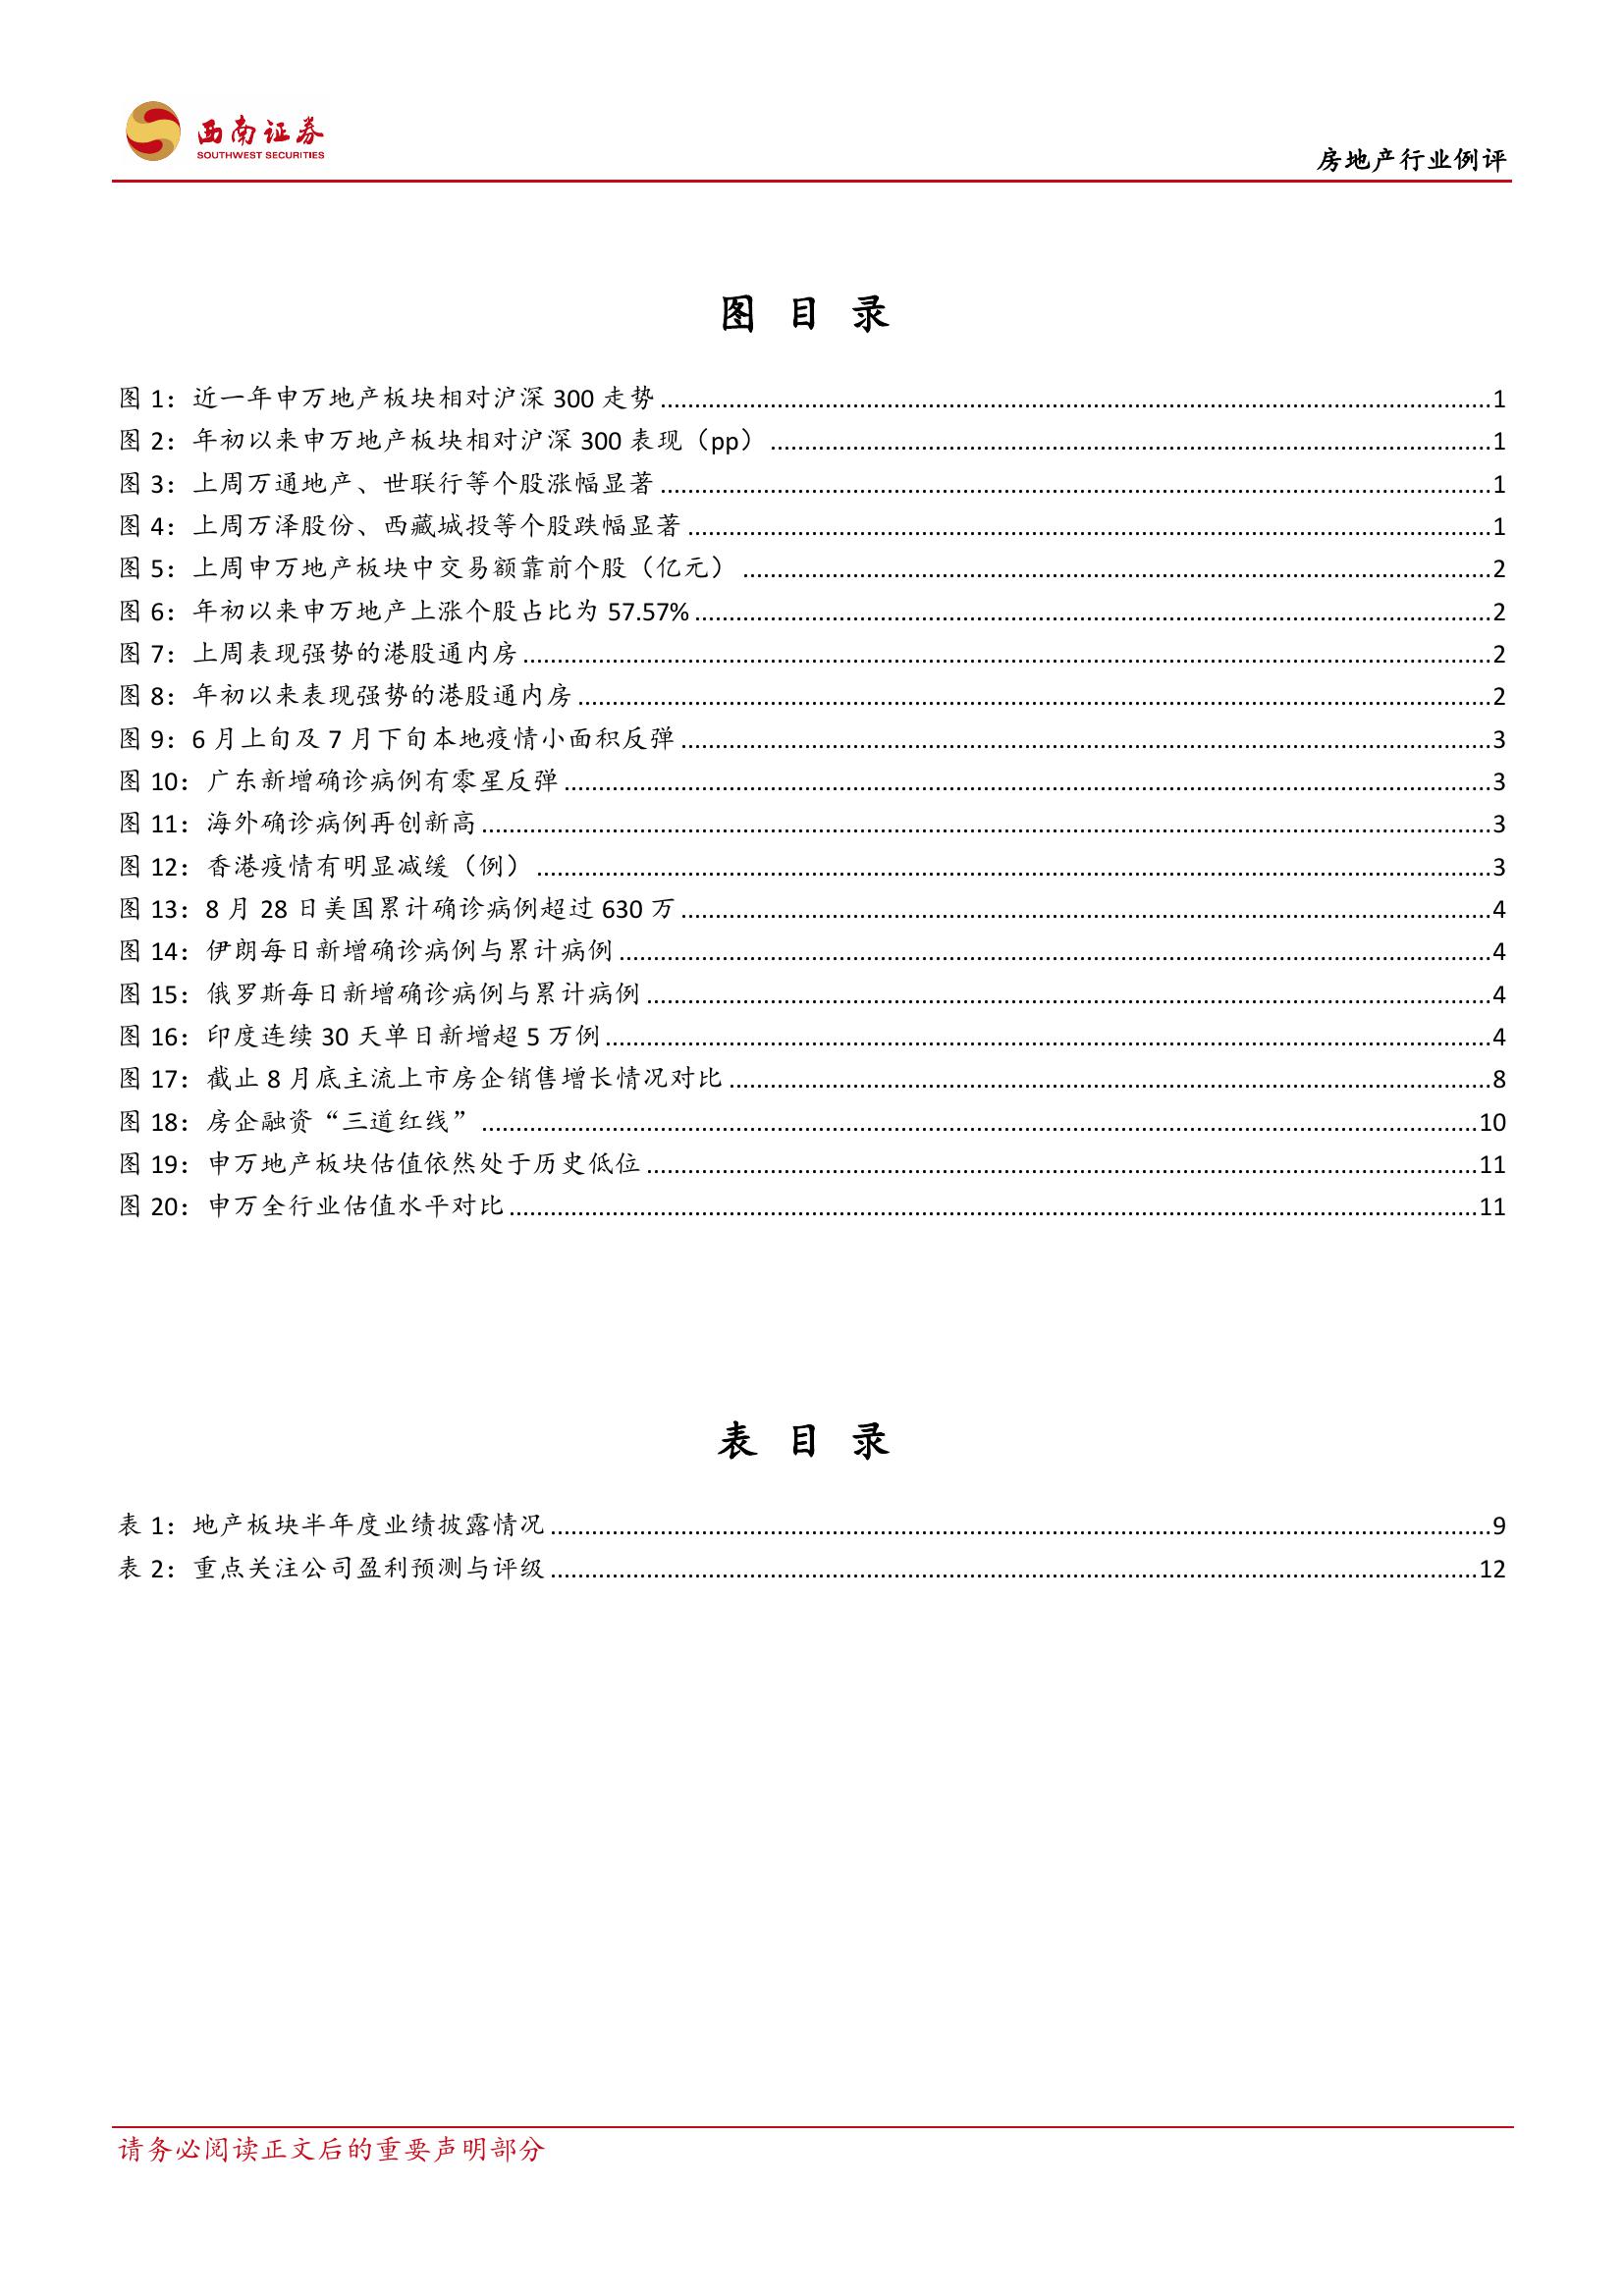 西南证券
SOUTHWEST SECURITIES
房地产行业例评
图 目 录
图 1：近一年申万地产板块相对沪深 300 走势........1
图 2：年初以来申万地产板块相对沪深 300 表现（pp）........1
图 3：上周万通地产、世联行等个股涨幅显著........1
图 4：上周万泽股份、西藏城投等个股跌幅显著........1
图 5：上周申万地产板块中交易额靠前个股（亿元）........2
图 6：年初以来申万地产上涨个股占比为 57.57%........2
图 7：上周表现强势的港股通内房........2
图 8：年初以来表现强势的港股通内房........2
图 9：6 月上旬及 7 月下旬本地疫情小面积反弹........3
图 10：广东新增确诊病例有零星反弹........3
图 11：海外确诊病例再创新高........3
图 12：香港疫情有明显减缓（例）........3
图 13：8 月 28 日美国累计确诊病例超过 630 万........4
图 14：伊朗每日新增确诊病例与累计病例........4
图 15：俄罗斯每日新增确诊病例与累计病例........4
图 16：印度连续 30 天单日新增超 5 万例........4
图 17：截止 8 月底主流上市房企销售增长情况对比........8
图 18：房企融资“三道红线”........10
图 19：申万地产板块估值依然处于历史低位........11
图 20：申万全行业估值水平对比........11
表 目 录
表 1：地产板块半年度业绩披露情况........9
表 2：重点关注公司盈利预测与评级........12
请务必阅读正文后的重要声明部分